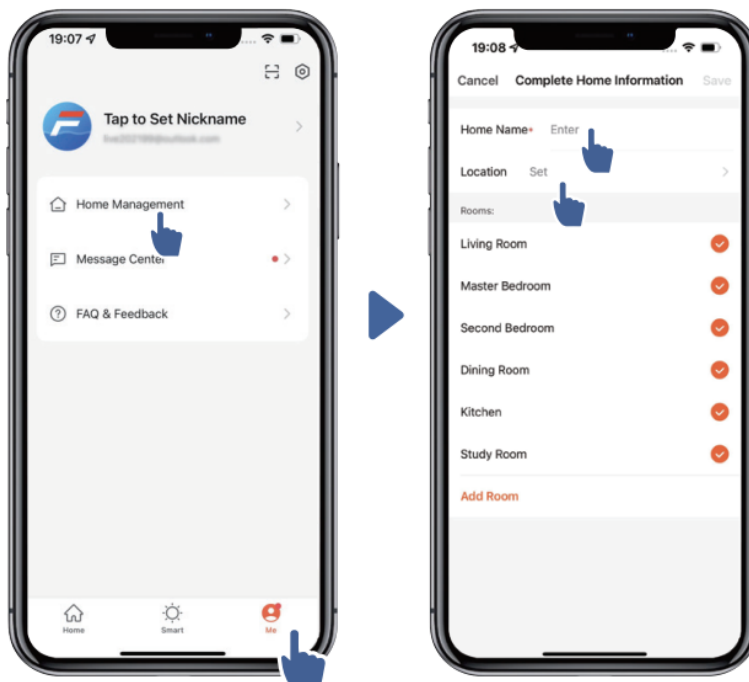 19:07
Tap to Set Nickname
Home Management
Message Center
FAQ & Feedback
Home
Smart
Me
19:08
Cancel
Complete Home Information
Save
Home Name•
Enter
Location
Set
Rooms:
Living Room
Master Bedroom
Second Bedroom
Dining Room
Kitchen
Study Room
Add Room